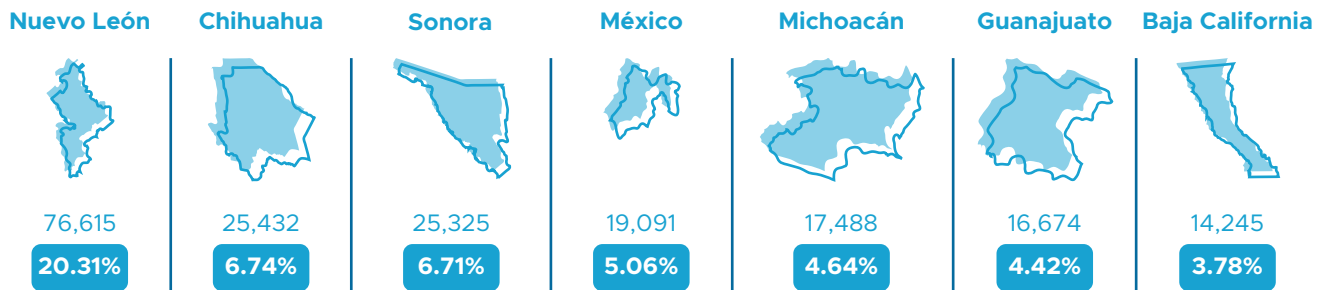 Nuevo León
Chihuahua
Sonora
México
Michoacán
Guanajuato
Baja California
76,615
25,432
25,325
19,091
17,488
16,674
14,245
20.31%
6.74%
6.71%
5.06%
4.64%
4.42%
3.78%